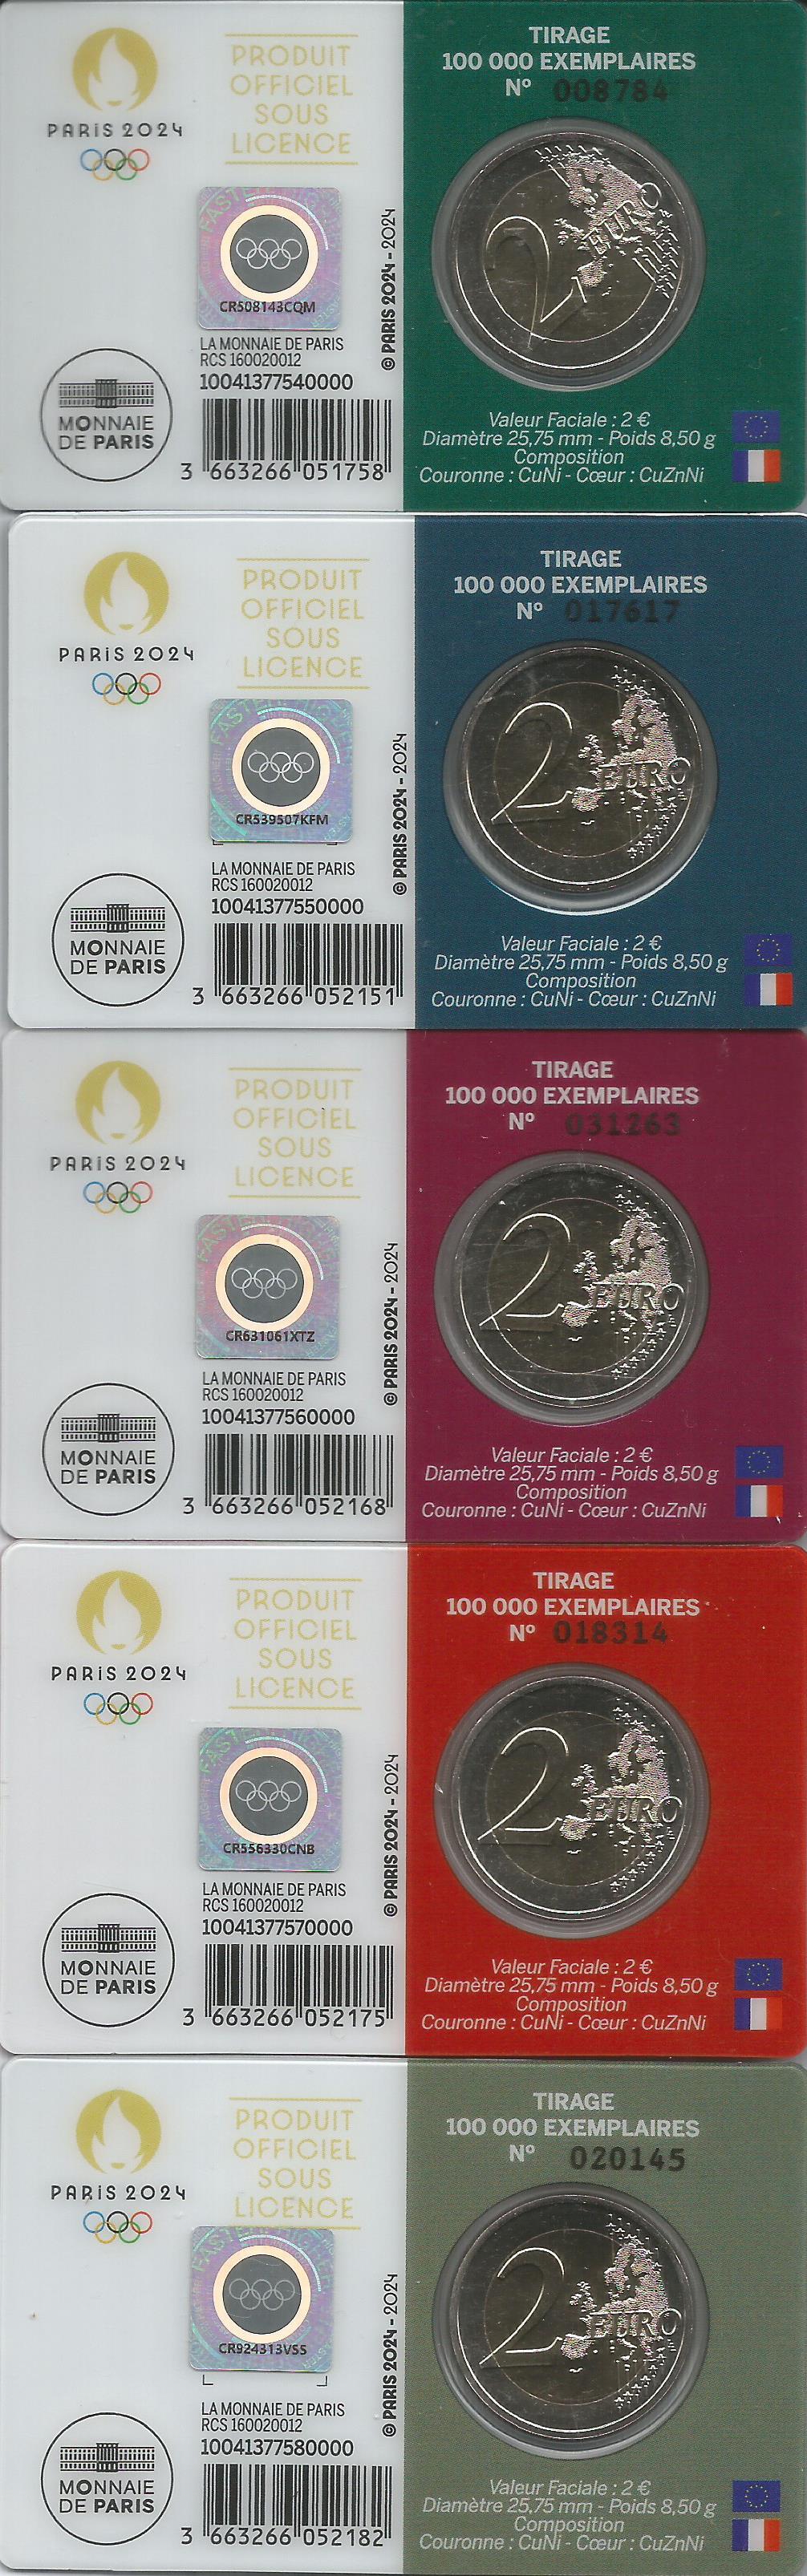 PARIS 2024
PRODUIT
OFFICIEL
SOUS
LICENCE
CR508143CQM
LA MONNAIE DE PARIS
RCS 160020012
10041377540000
3 663266 051758
MONNAIE
DE PARIS
© PARIS 2024 - 2024
TIRAGE
100 000 EXEMPLAIRES
N° 008784
2 EURO
Valeur Faciale : 2 €
Diamètre 25,75 mm - Poids 8,50 g
Composition
Couronne : CuNi - Cœur : CuZnNi
PARIS 2024
PRODUIT
OFFICIEL
SOUS
LICENCE
CR539507KFM
LA MONNAIE DE PARIS
RCS 160020012
10041377550000
3 663266 052151
MONNAIE
DE PARIS
© PARIS 2024 - 2024
TIRAGE
100 000 EXEMPLAIRES
N° 017617
2 EURO
Valeur Faciale : 2 €
Diamètre 25,75 mm - Poids 8,50 g
Composition
Couronne : CuNi - Cœur : CuZnNi
PARIS 2024
PRODUIT
OFFICIEL
SOUS
LICENCE
CR631061XTZ
LA MONNAIE DE PARIS
RCS 160020012
10041377560000
3 663266 052168
MONNAIE
DE PARIS
© PARIS 2024 - 2024
TIRAGE
100 000 EXEMPLAIRES
N° 031263
2 EURO
Valeur Faciale : 2 €
Diamètre 25,75 mm - Poids 8,50 g
Composition
Couronne : CuNi - Cœur : CuZnNi
PARIS 2024
PRODUIT
OFFICIEL
SOUS
LICENCE
CR556330CNB
LA MONNAIE DE PARIS
RCS 160020012
10041377570000
3 663266 052175
MONNAIE
DE PARIS
© PARIS 2024 - 2024
TIRAGE
100 000 EXEMPLAIRES
N° 018314
2 EURO
Valeur Faciale : 2 €
Diamètre 25,75 mm - Poids 8,50 g
Composition
Couronne : CuNi - Cœur : CuZnNi
PARIS 2024
PRODUIT
OFFICIEL
SOUS
LICENCE
CR924313VSS
LA MONNAIE DE PARIS
RCS 160020012
10041377580000
3 663266 052182
MONNAIE
DE PARIS
© PARIS 2024 - 2024
TIRAGE
100 000 EXEMPLAIRES
N° 020145
2 EURO
Valeur Faciale : 2 €
Diamètre 25,75 mm - Poids 8,50 g
Composition
Couronne : CuNi - Cœur : CuZnNi